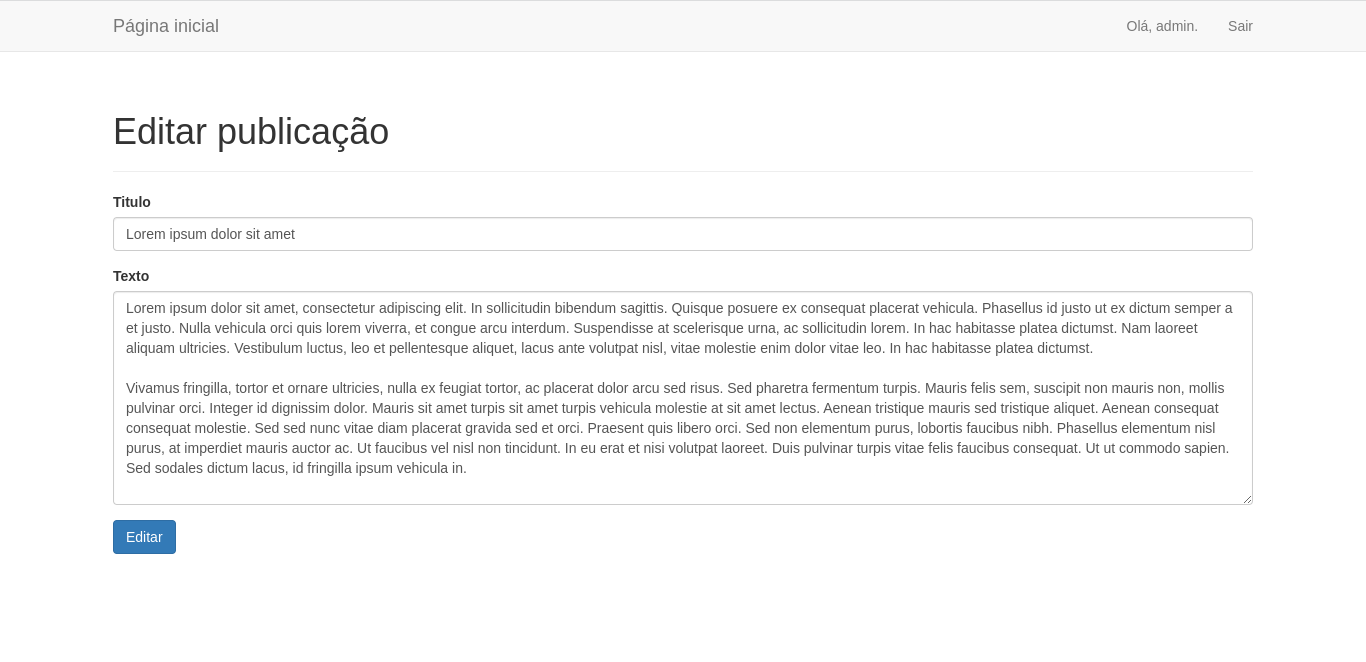 Página inicial
Olá, admin.
Sair
Editar publicação
Titulo
Lorem ipsum dolor sit amet
Texto
Lorem ipsum dolor sit amet, consectetur adipiscing elit. In sollicitudin bibendum sagittis. Quisque posuere ex consequat placerat vehicula. Phasellus id justo ut ex dictum semper a
et justo. Nulla vehicula orci quis lorem viverra, et congue arcu interdum. Suspendisse at scelerisque urna, ac sollicitudin lorem. In hac habitasse platea dictumst. Nam laoreet
aliquam ultricies. Vestibulum luctus, leo et pellentesque aliquet, lacus ante volutpat nisl, vitae molestie enim dolor vitae leo. In hac habitasse platea dictumst.
Vivamus fringilla, tortor et ornare ultricies, nulla ex feugiat tortor, ac placerat dolor arcu sed risus. Sed pharetra fermentum turpis. Mauris felis sem, suscipit non mauris non, mollis
pulvinar orci. Integer id dignissim dolor. Mauris sit amet turpis sit amet turpis vehicula molestie at sit amet lectus. Aenean tristique mauris sed tristique aliquet. Aenean consequat
consequat molestie. Sed sed nunc vitae diam placerat gravida sed et orci. Praesent quis libero orci. Sed non elementum purus, lobortis faucibus nibh. Phasellus elementum nisl
purus, at imperdiet mauris auctor ac. Ut faucibus vel nisl non tincidunt. In eu erat et nisi volutpat laoreet. Duis pulvinar turpis vitae felis faucibus consequat. Ut ut commodo sapien.
Sed sodales dictum lacus, id fringilla ipsum vehicula in.
Editar